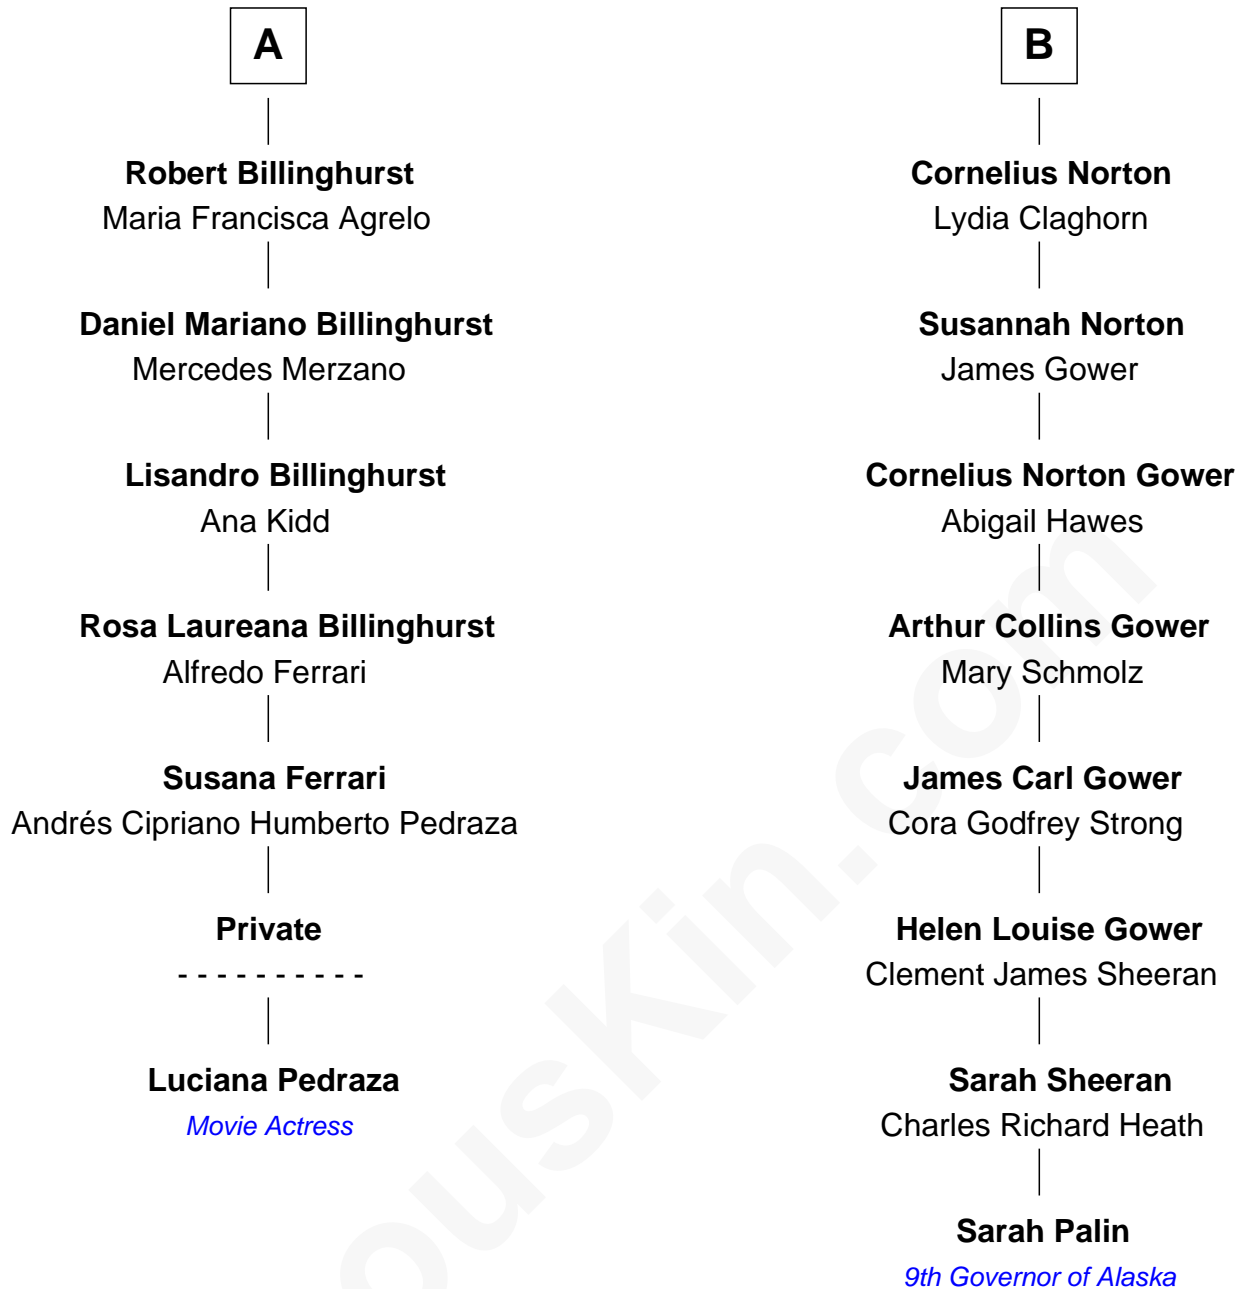 A
Robert Billinghurst
Maria Francisca Agrelo
Daniel Mariano Billinghurst
Mercedes Merzano
Lisandro Billinghurst
Ana Kidd
Rosa Laureana Billinghurst
Alfredo Ferrari
Susana Ferrari
Andrés Cipriano Humberto Pedraza
Private
- - - - - - - - - -
Luciana Pedraza
Movie Actress
B
Cornelius Norton
Lydia Claghorn
Susannah Norton
James Gower
Cornelius Norton Gower
Abigail Hawes
Arthur Collins Gower
Mary Schmolz
James Carl Gower
Cora Godfrey Strong
Helen Louise Gower
Clement James Sheeran
Sarah Sheeran
Charles Richard Heath
Sarah Palin
9th Governor of Alaska
ousKin.com